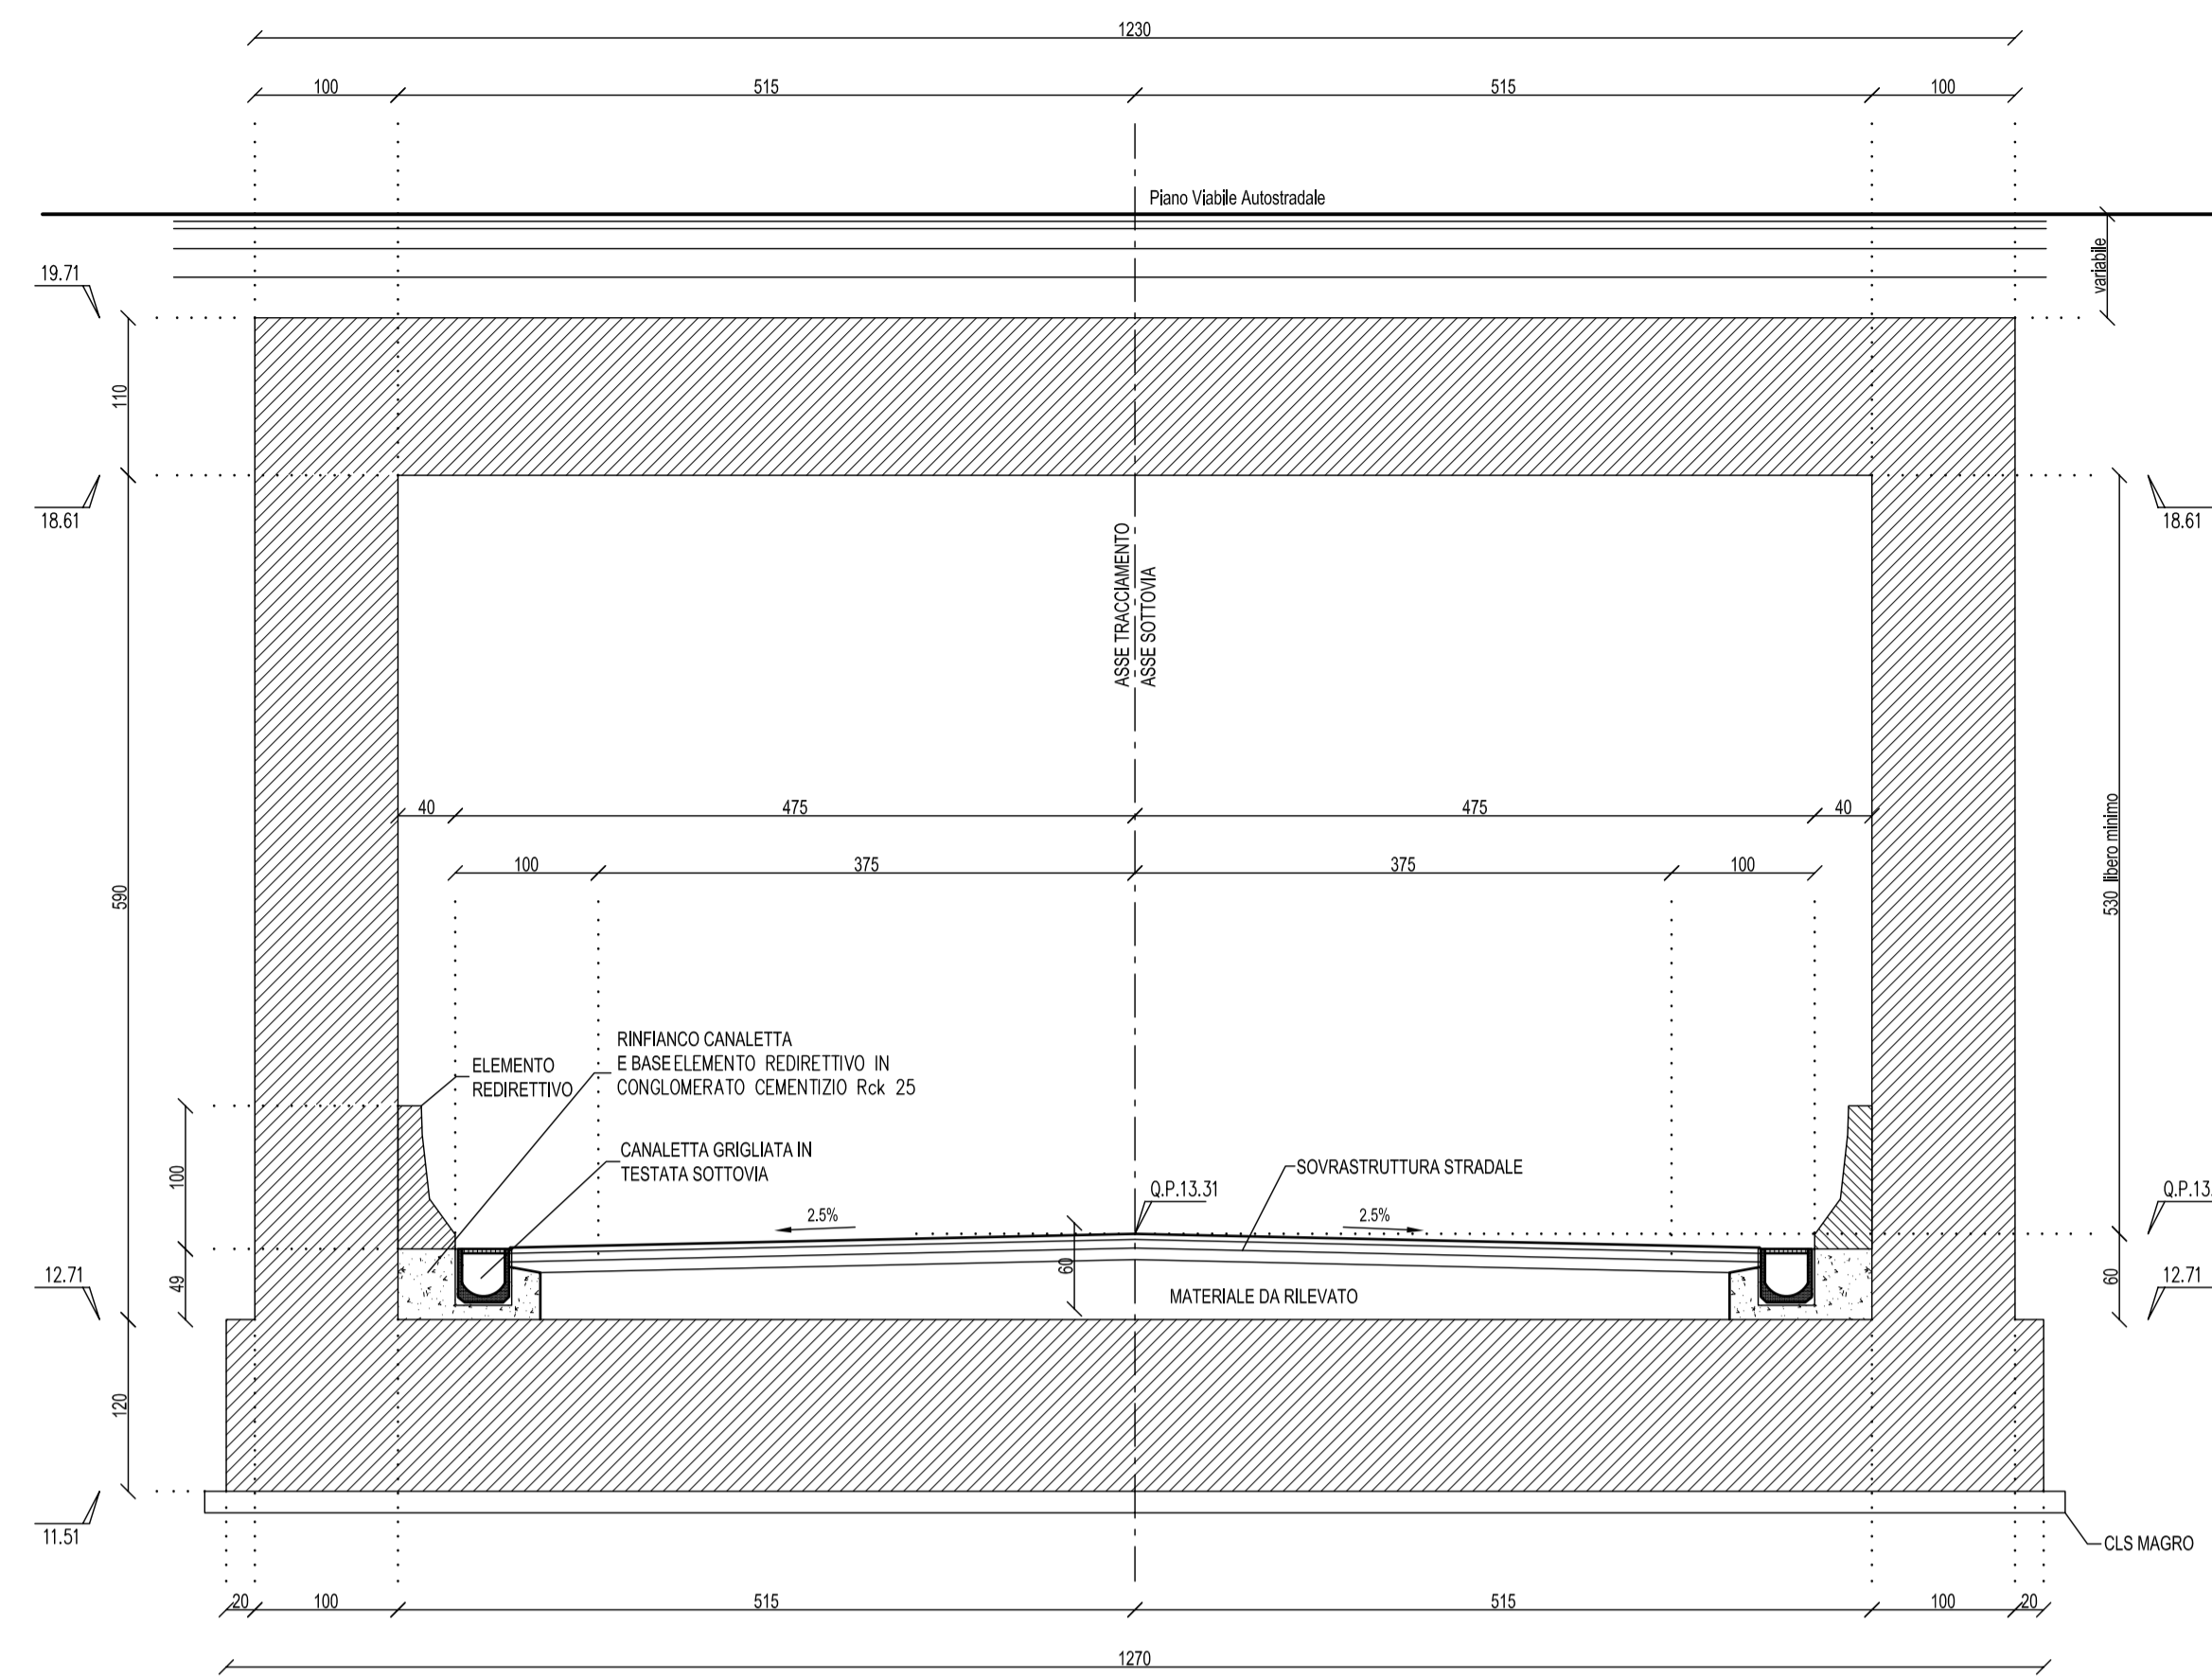 1230
100 515 515 100
Piano Viabile Autostradale
variabile
19.71
110
18.61
18.61
ASSE TRACCIAMENTO
ASSE SOTTOVIA
40 475 475 40
100 375 375 100
590
530 libero minimo
RINFIANCO CANALETTA
E BASE ELEMENTO REDIRETTIVO IN
CONGLOMERATO CEMENTIZIO Rck 25
ELEMENTO
REDIRETTIVO
CANALETTA GRIGLIATA IN
TESTATA SOTTOVIA
SOVRASTRUTTURA STRADALE
100
Q.P.13.31
Q.P.13.
2.5% 2.5%
60
49
12.71
60
12.71
MATERIALE DA RILEVATO
120
11.51
CLS MAGRO
20 100 515 515 100 20
1270